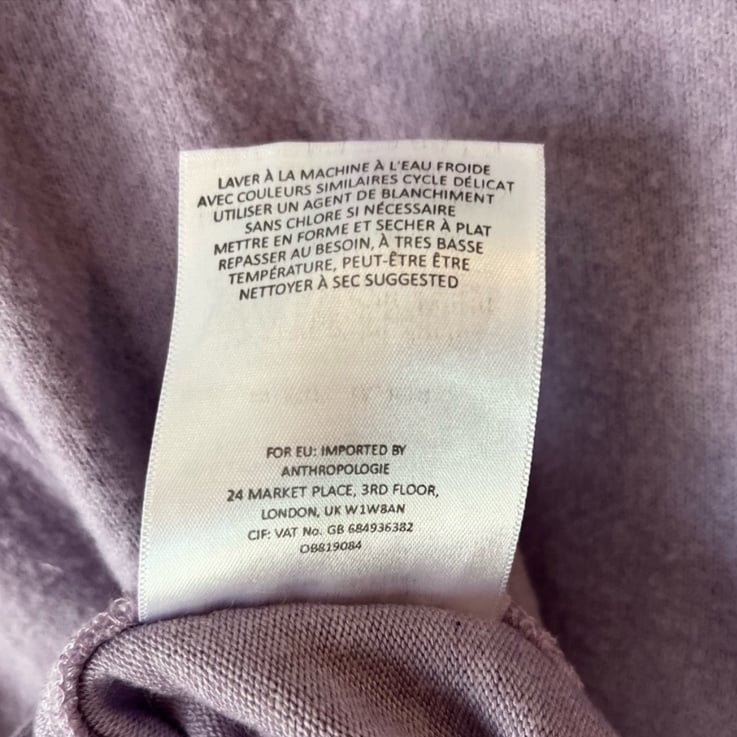 LAVER À LA MACHINE À L'EAU FROIDE
AVEC COULEURS SIMILAIRES CYCLE DÉLICAT
UTILISER UN AGENT DE BLANCHIMENT
SANS CHLORE SI NÉCESSAIRE
METTRE EN FORME ET SECHER À PLAT
REPASSER AU BESOIN, À TRES BASSE
TEMPÉRATURE, PEUT-ÊTRE ÊTRE
NETTOYER À SEC SUGGESTED
FOR EU: IMPORTED BY
ANTHROPOLOGIE
24 MARKET PLACE, 3RD FLOOR,
LONDON, UK W1W8AN
CIF: VAT No. GB 684936382
OB819084